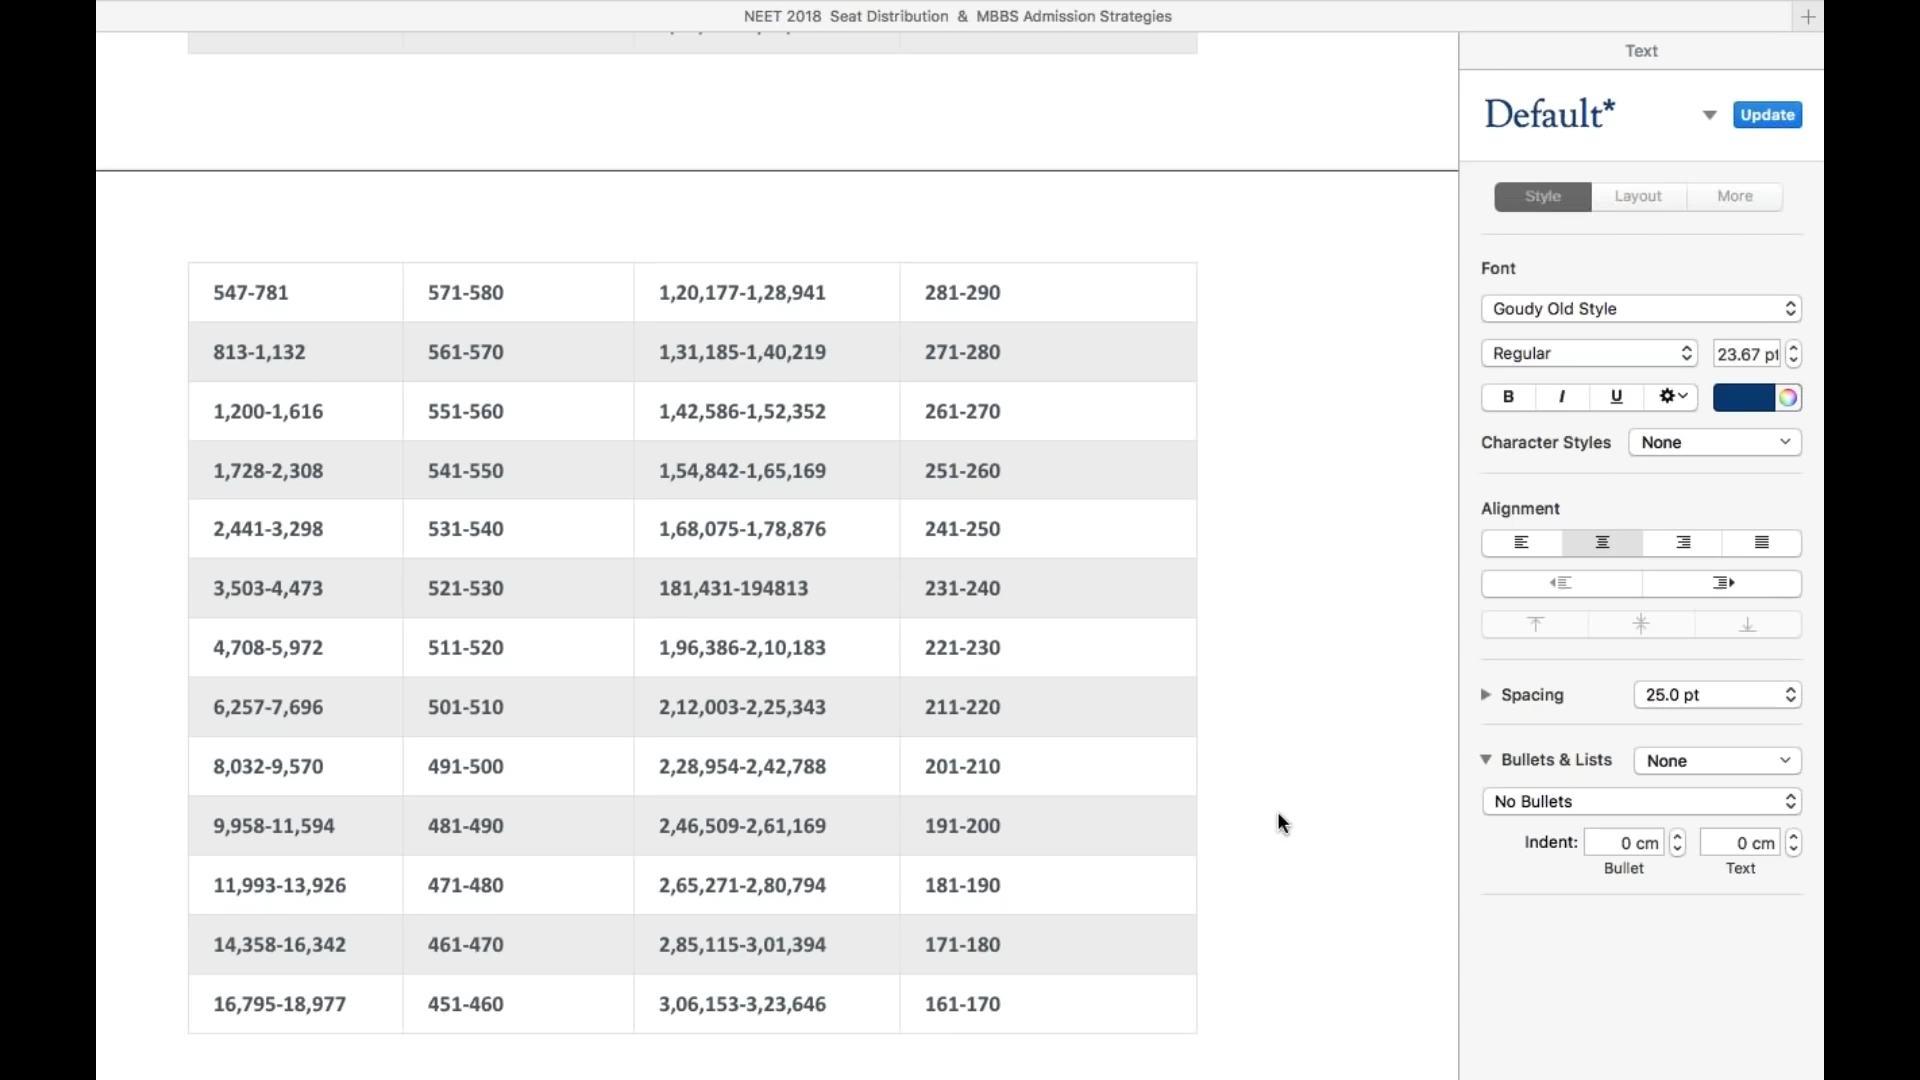 NEET 2018 Seat Distribution & MBBS Admission Strategies
547-781 571-580 1,20,177-1,28,941 281-290
813-1,132 561-570 1,31,185-1,40,219 271-280
1,200-1,616 551-560 1,42,586-1,52,352 261-270
1,728-2,308 541-550 1,54,842-1,65,169 251-260
2,441-3,298 531-540 1,68,075-1,78,876 241-250
3,503-4,473 521-530 181,431-194813 231-240
4,708-5,972 511-520 1,96,386-2,10,183 221-230
6,257-7,696 501-510 2,12,003-2,25,343 211-220
8,032-9,570 491-500 2,28,954-2,42,788 201-210
9,958-11,594 481-490 2,46,509-2,61,169 191-200
11,993-13,926 471-480 2,65,271-2,80,794 181-190
14,358-16,342 461-470 2,85,115-3,01,394 171-180
16,795-18,977 451-460 3,06,153-3,23,646 161-170
Text
Default* Update
Style Layout More
Font
Goudy Old Style
Regular 23.67 pt
B I U
Character Styles None
Alignment
Spacing 25.0 pt
Bullets & Lists None
No Bullets
Indent: 0 cm 0 cm
Bullet Text